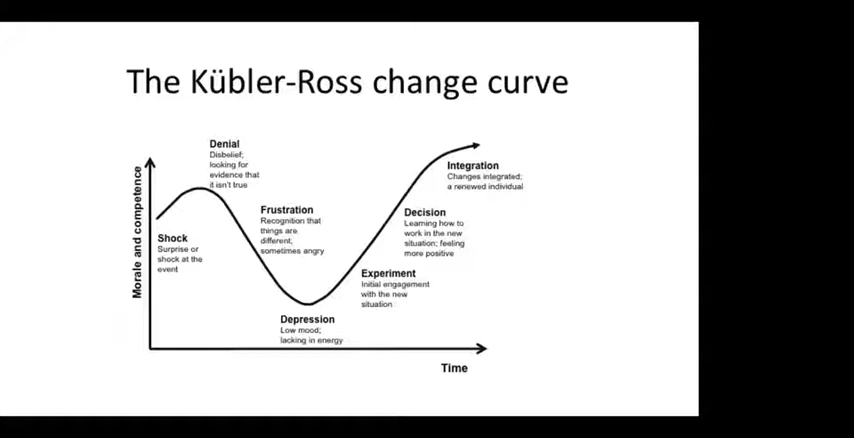 The Kübler-Ross change curve
Morale and competence
Shock
Surprise or
shock at the
event
Denial
Disbelief;
looking for
evidence that
it isn't true
Frustration
Recognition that
things are
different;
sometimes angry
Depression
Low mood;
lacking in energy
Experiment
Initial engagement
with the new
situation
Decision
Learning how to
work in the new
situation; feeling
more positive
Integration
Changes integrated;
a renewed individual
Time